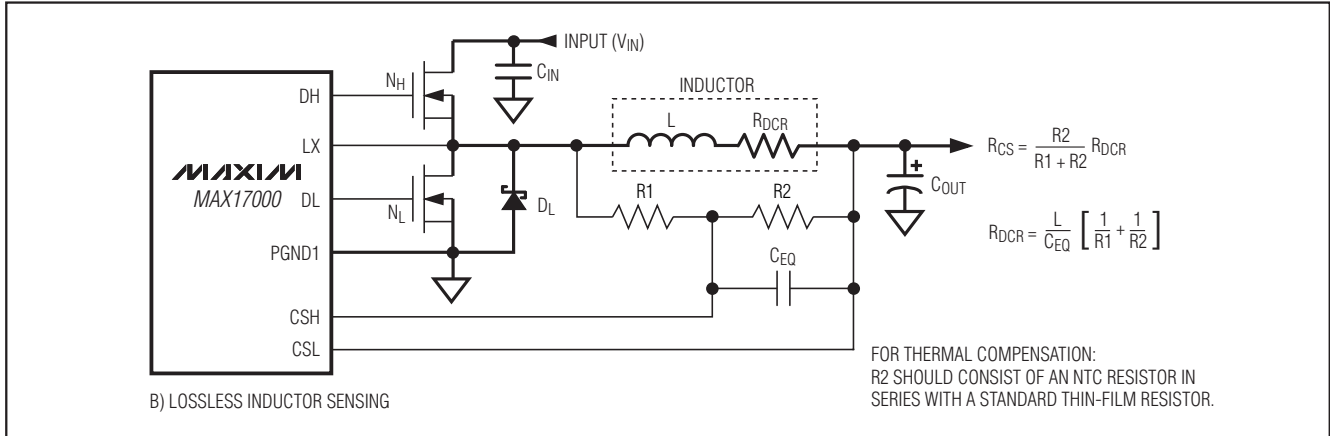 INPUT (VIN)
CIN
NH
DH
INDUCTOR
L
RDCR
LX
MAXIM
MAX17000
DL
NL
DL
R1
R2
+
COUT
RCS = R2 / R1 + R2 RDCR
RDCR = L / CEQ [ 1 / R1 + 1 / R2 ]
PGND1
CEQ
CSH
CSL
FOR THERMAL COMPENSATION:
R2 SHOULD CONSIST OF AN NTC RESISTOR IN
SERIES WITH A STANDARD THIN-FILM RESISTOR.
B) LOSSLESS INDUCTOR SENSING